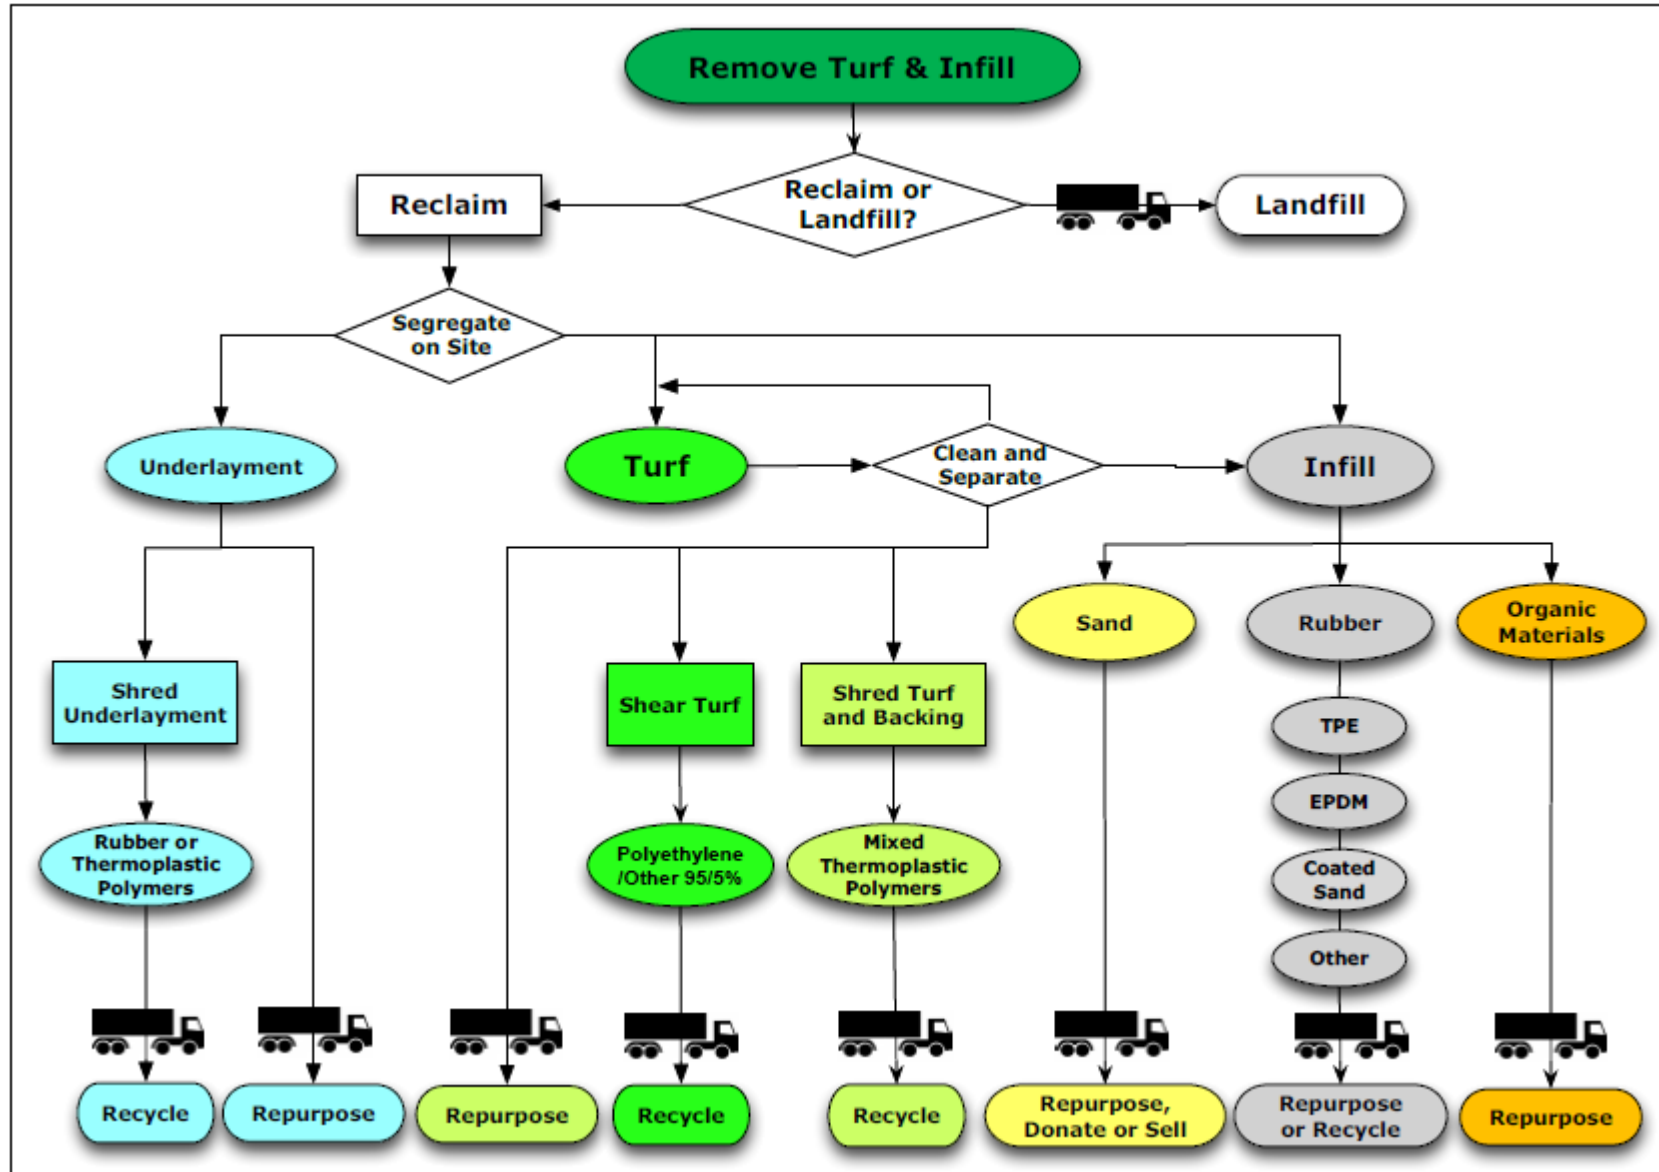 Remove Turf & Infill
Reclaim
Reclaim or
Landfill?
Landfill
Segregate
on Site
Underlayment
Turf
Clean and
Separate
Infill
Sand
Rubber
Organic
Materials
Shred
Underlayment
Shear Turf
Shred Turf
and Backing
TPE
EPDM
Rubber or
Thermoplastic
Polymers
Polyethylene
/Other 95/5%
Mixed
Thermoplastic
Polymers
Coated
Sand
Other
Recycle
Repurpose
Repurpose
Recycle
Recycle
Repurpose,
Donate or Sell
Repurpose
or Recycle
Repurpose